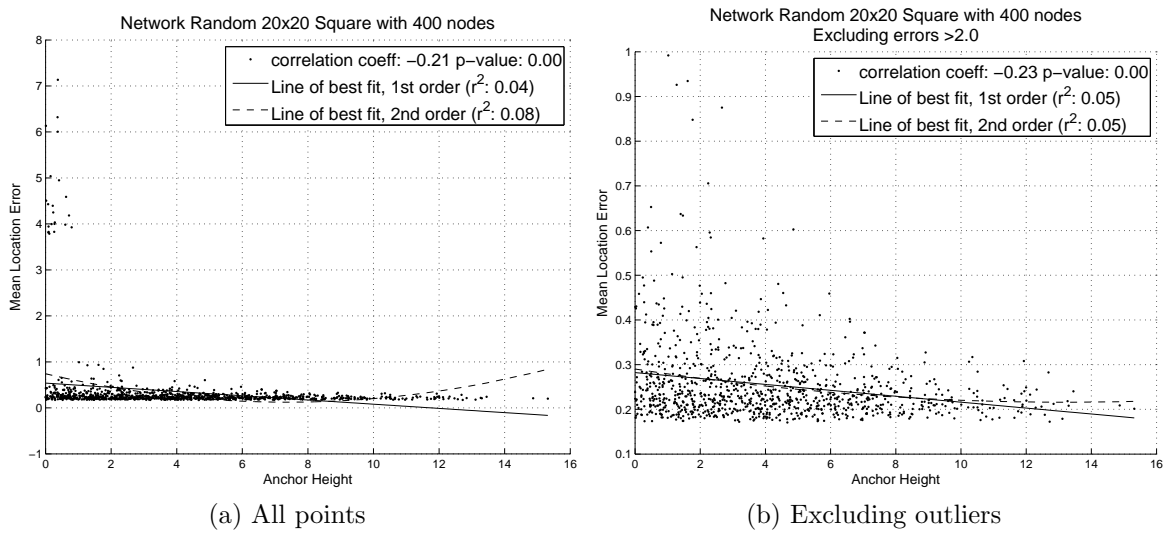 Network Random 20x20 Square with 400 nodes
8
7
6
5
4
3
2
1
0
−1
Mean Location Error
correlation coeff: −0.21 p−value: 0.00
Line of best fit, 1st order (r2: 0.04)
Line of best fit, 2nd order (r2: 0.08)
0 2 4 6 8 10 12 14 16
Anchor Height
(a) All points
Network Random 20x20 Square with 400 nodes
Excluding errors >2.0
1
0.9
0.8
0.7
0.6
0.5
0.4
0.3
0.2
0.1
Mean Location Error
correlation coeff: −0.23 p−value: 0.00
Line of best fit, 1st order (r2: 0.05)
Line of best fit, 2nd order (r2: 0.05)
0 2 4 6 8 10 12 14 16
Anchor Height
(b) Excluding outliers